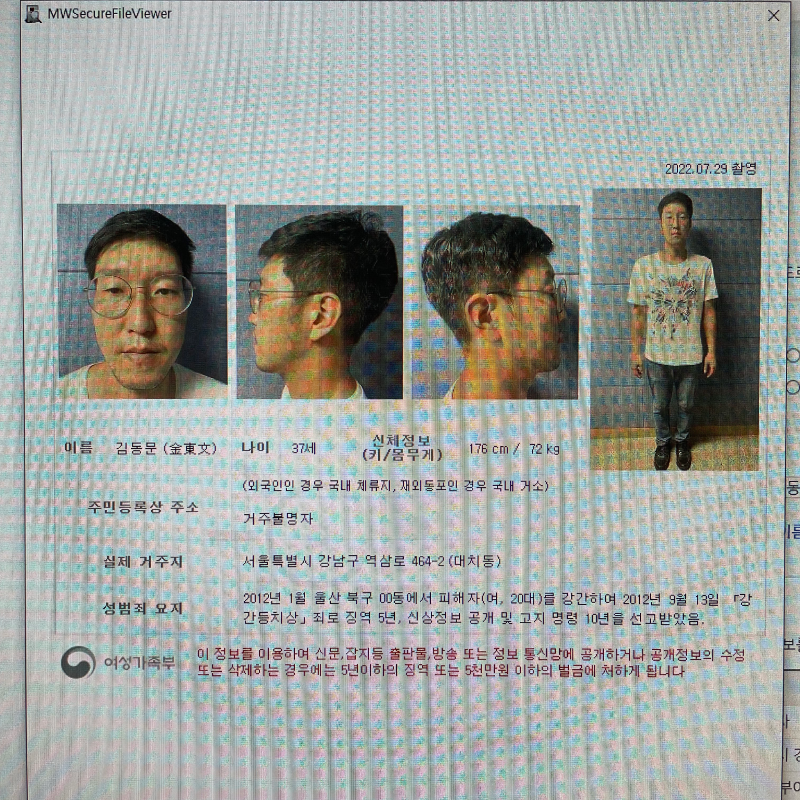 MWSecureFileViewer
2022.07.29 촬영
이름 김동문 (金東文) 나이 37세 신체정보 (키/몸무게) 176 cm / 72 kg
(외국인인 경우 국내 체류지, 재외동포인 경우 국내 거소)
주민등록상 주소
거주불명자
실제 거주지 서울특별시 강남구 역삼로 464-2 (대치동)
성범죄 요지
2012년 1월 울산 북구 00동에서 피해자(여, 20대)를 강간하여 2012년 9월 13일 「강
간등치상」 죄로 징역 5년, 신상정보 공개 및 고지 명령 10년을 선고받았음.
여성가족부
이 정보를 이용하여 신문,잡지등 출판물,방송 또는 정보 통신망에 공개하거나 공개정보의 수정
또는 삭제하는 경우에는 5년이하의 징역 또는 5천만원 이하의 벌금에 처하게 됩니다